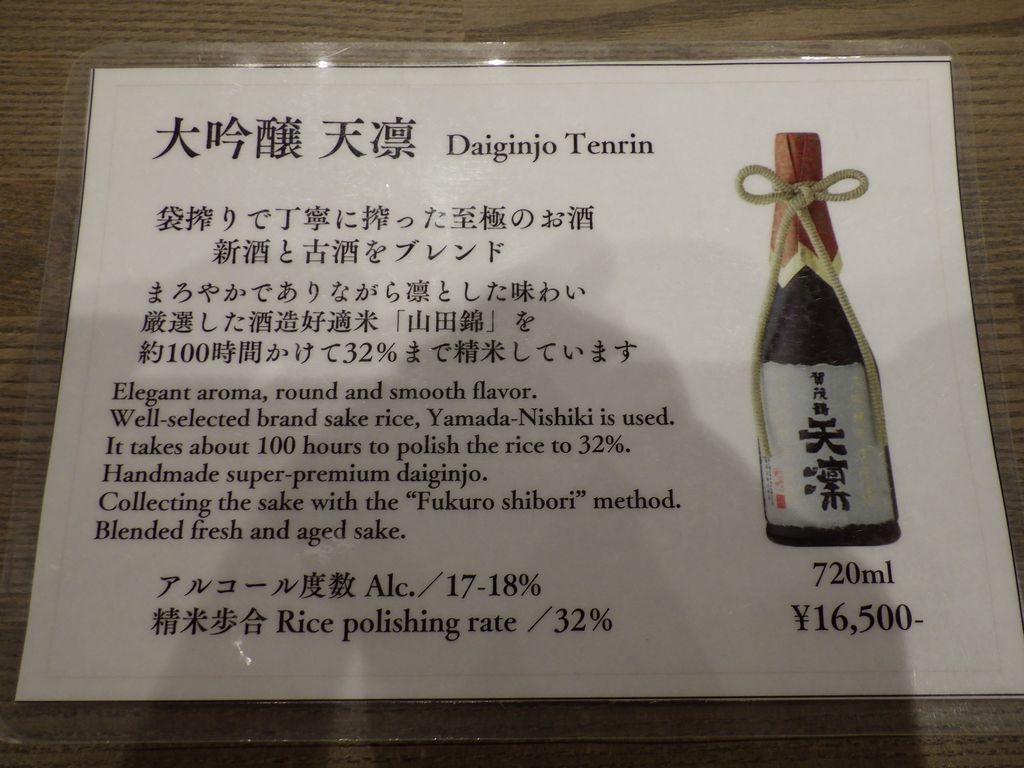 大吟醸 天凛 Daiginjo Tenrin
袋搾りで丁寧に搾った至極のお酒
新酒と古酒をブレンド
まろやかでありながら凛とした味わい
厳選した酒造好適米「山田錦」を
約100時間かけて32%まで精米しています
Elegant aroma, round and smooth flavor.
Well-selected brand sake rice, Yamada-Nishiki is used.
It takes about 100 hours to polish the rice to 32%.
Handmade super-premium daiginjo.
Collecting the sake with the “Fukuro shibori” method.
Blended fresh and aged sake.
アルコール度数 Alc.／17-18%
精米歩合 Rice polishing rate ／32%
賀茂鶴
天凛
720ml
¥16,500-